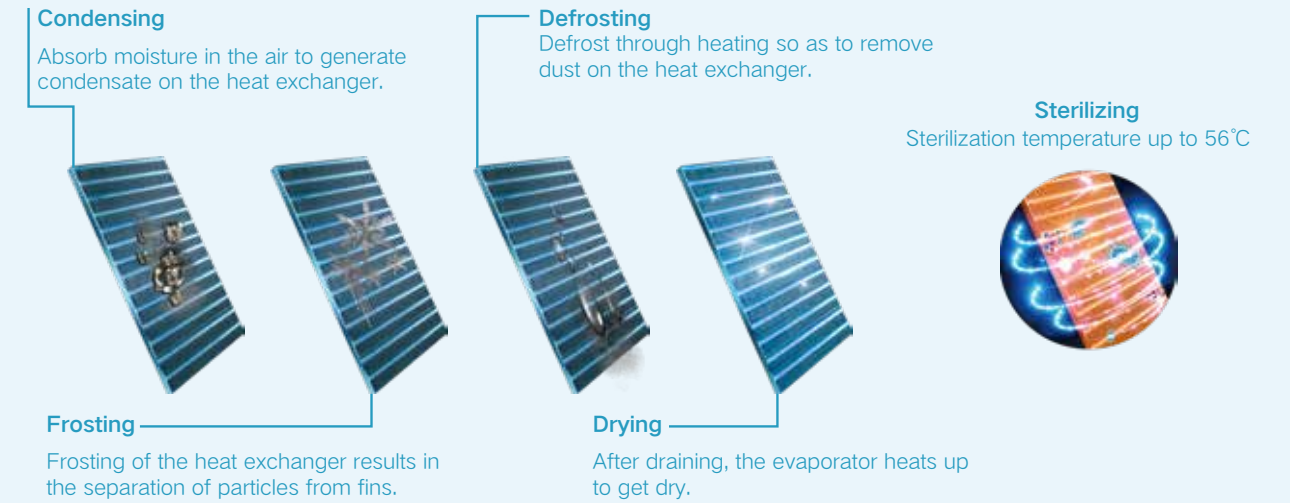 Condensing
Absorb moisture in the air to generate
condensate on the heat exchanger.
Frosting
Frosting of the heat exchanger results in
the separation of particles from fins.
Defrosting
Defrost through heating so as to remove
dust on the heat exchanger.
Drying
After draining, the evaporator heats up
to get dry.
Sterilizing
Sterilization temperature up to 56°C